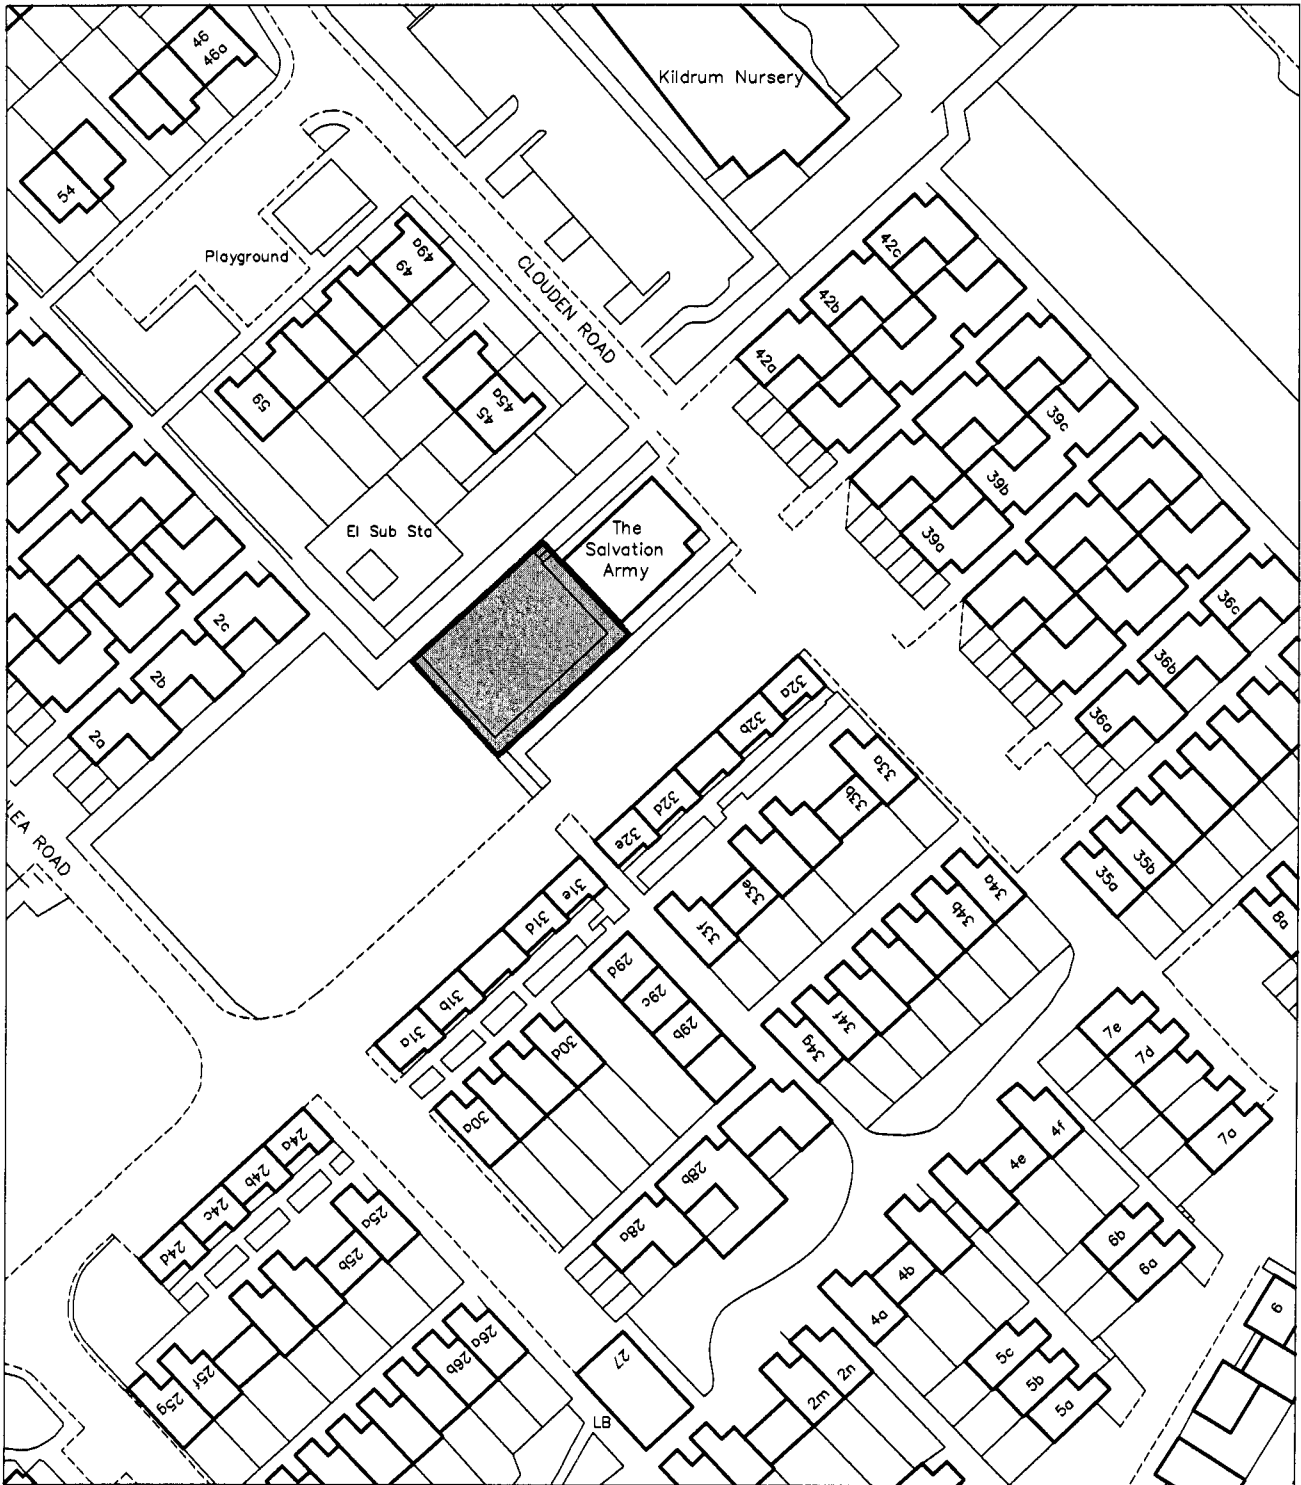 46
46a
Kildrum Nursery
54
Playground
49a
49
CLOUDEN ROAD
42c
42b
42a
59
45a
45
39c
39b
39a
El Sub Sta
The
Salvation
Army
2c
2b
2a
36c
36b
36a
32a
32b
32d
32e
33a
33b
33e
33f
EA ROAD
35b
35a
34a
34b
34f
34g
8a
31e
31d
31b
31a
29d
29c
29b
30d
30a
7e
7d
7a
28b
28a
4f
4e
4b
4a
24a
24b
24c
24d
25a
25b
25f
25g
6b
6a
26a
26b
27
LB
2n
2m
5c
5b
5a
6